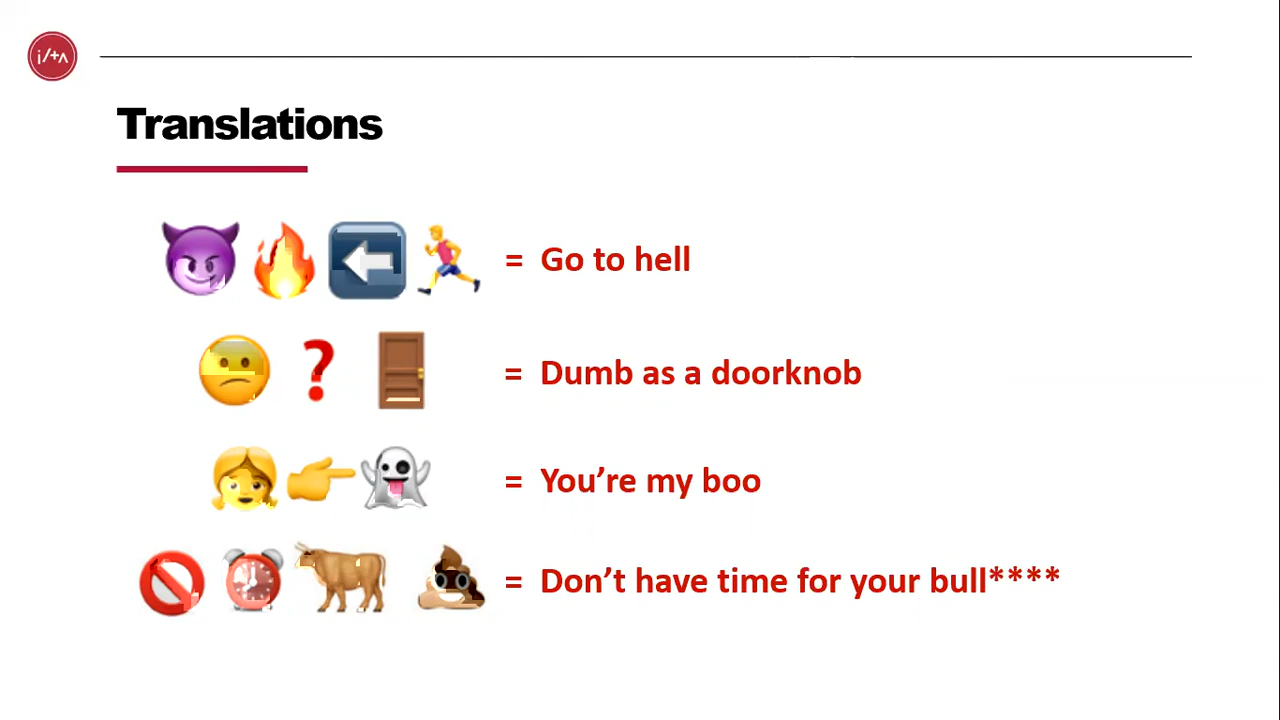 i/+ʌ
Translations
= Go to hell
= Dumb as a doorknob
= You're my boo
= Don't have time for your bull****